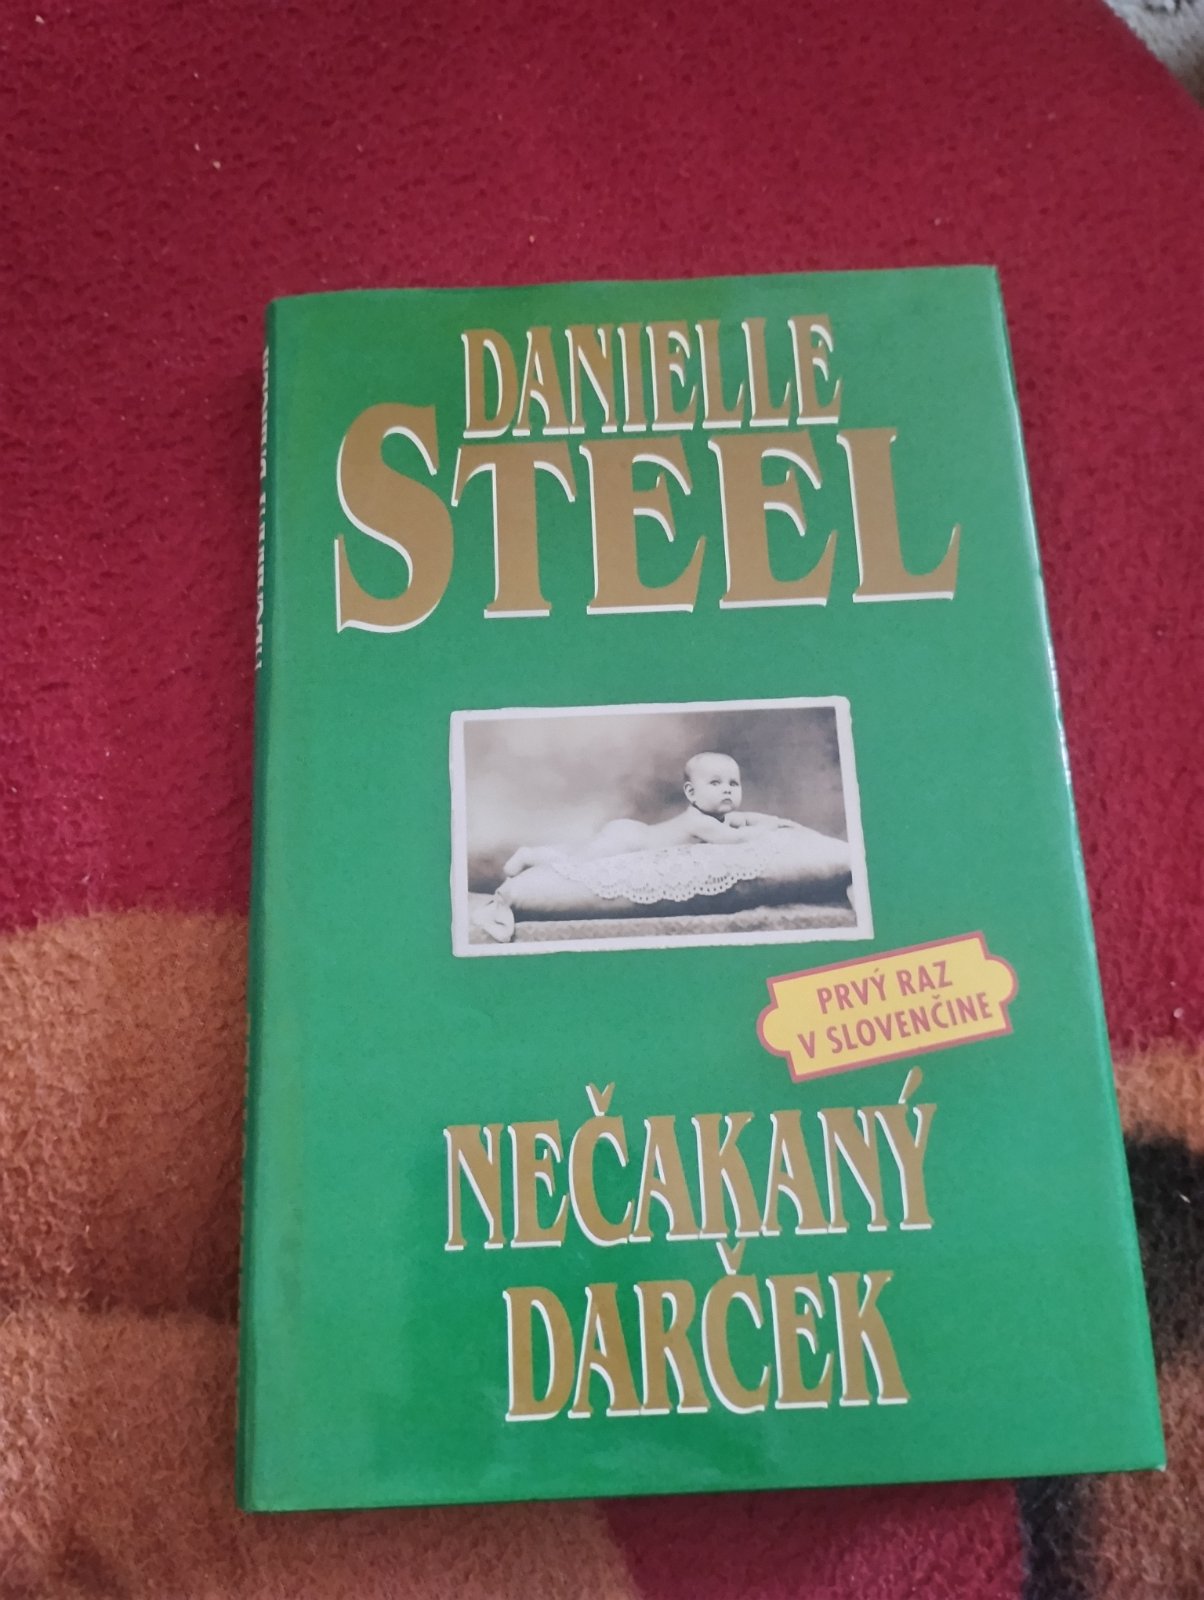 DANIELLE
STEEL
PRVÝ RAZ
V SLOVENČINE
NEČAKANÝ
DARČEK